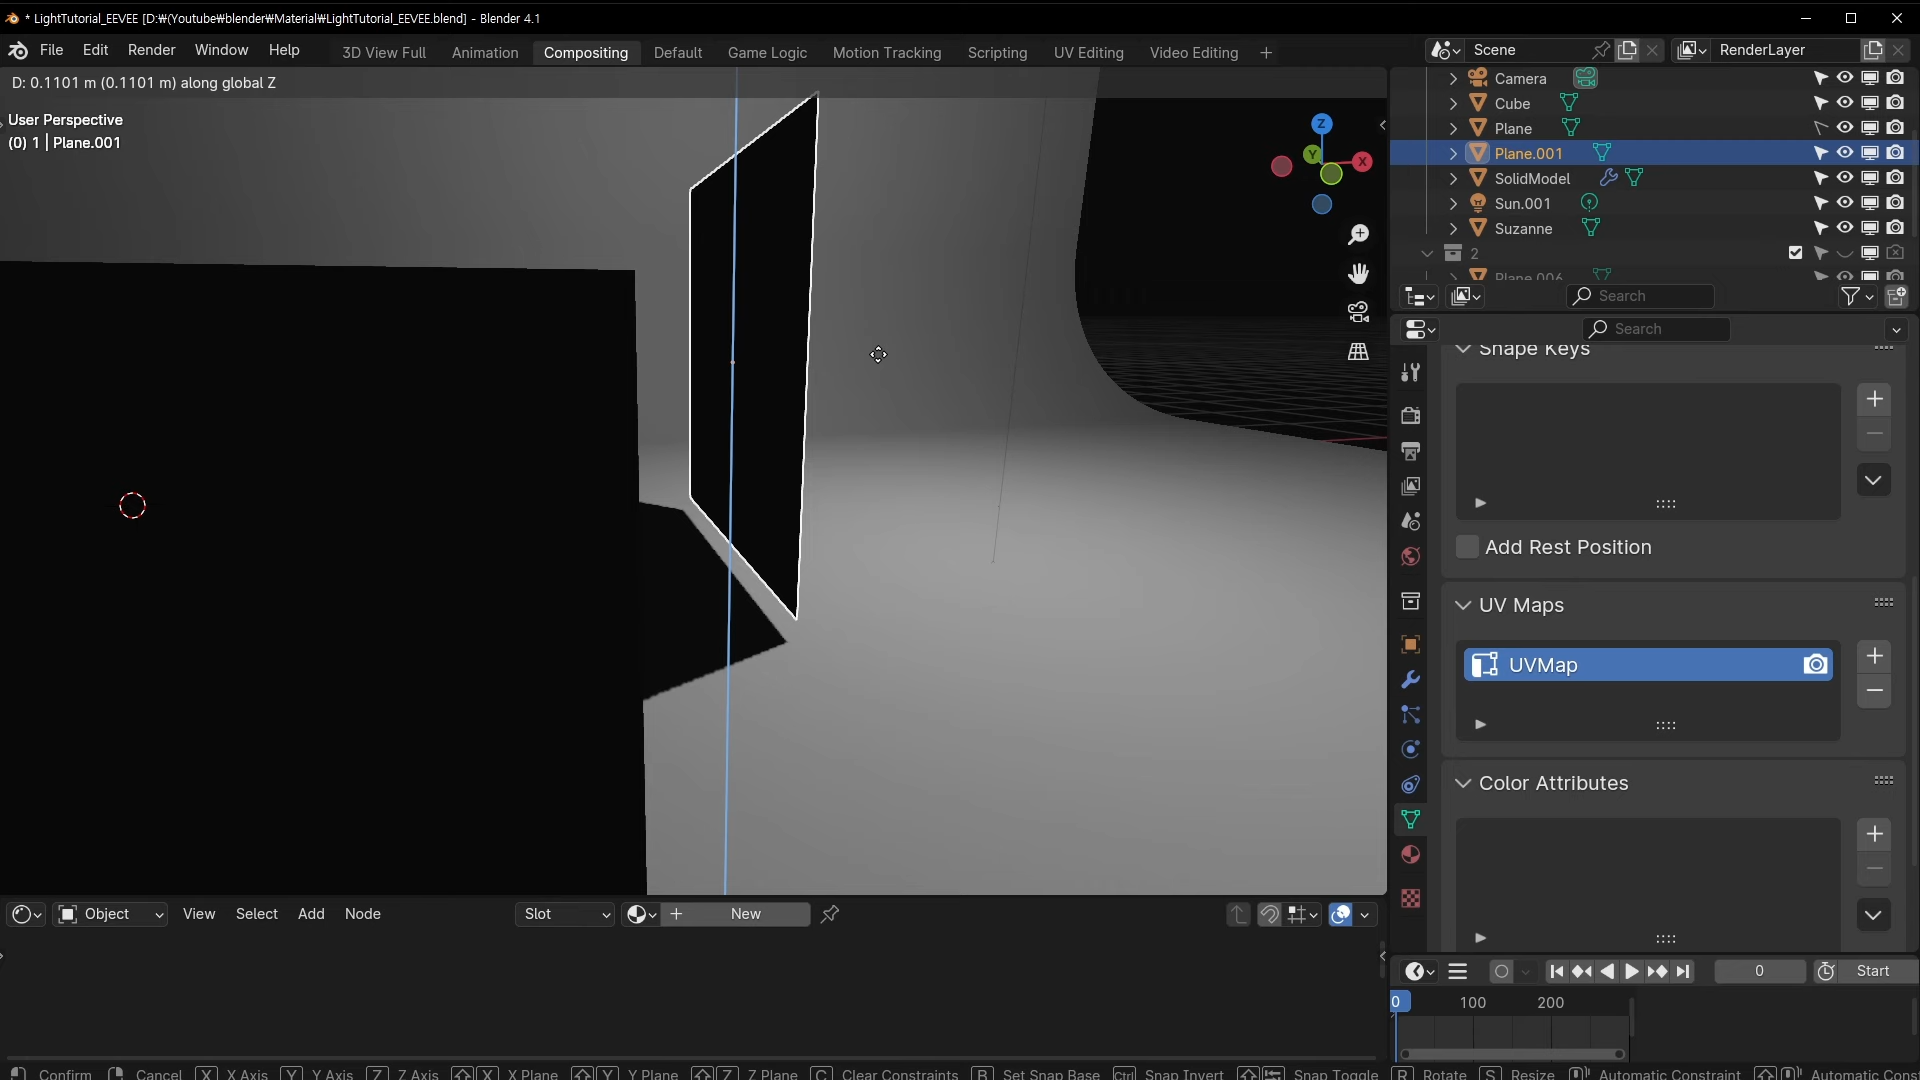 * LightTutorial_EEVEE [D:₩(Youtube₩blender₩Material₩LightTutorial_EEVEE.blend] - Blender 4.1
File Edit Render Window Help 3D View Full Animation Compositing Default Game Logic Motion Tracking Scripting UV Editing Video Editing + Scene RenderLayer
D: 0.1101 m (0.1101 m) along global Z
User Perspective
(0) 1 | Plane.001
Z
Y
X
Camera
Cube
Plane
Plane.001
SolidModel
Sun.001
Suzanne
2
Plane.006
Search
Search
Shape Keys
Add Rest Position
UV Maps
UVMap
Color Attributes
Object View Select Add Node Slot New
0 Start
0 100 200
Confirm Cancel X X Axis Y Y Axis Z Z Axis X X Plane Y Y Plane Z Z Plane C Clear Constraints B Set Snap Base Ctrl Snap Invert Snap Toggle R Rotate S Resize Automatic Constraint Automatic Cons